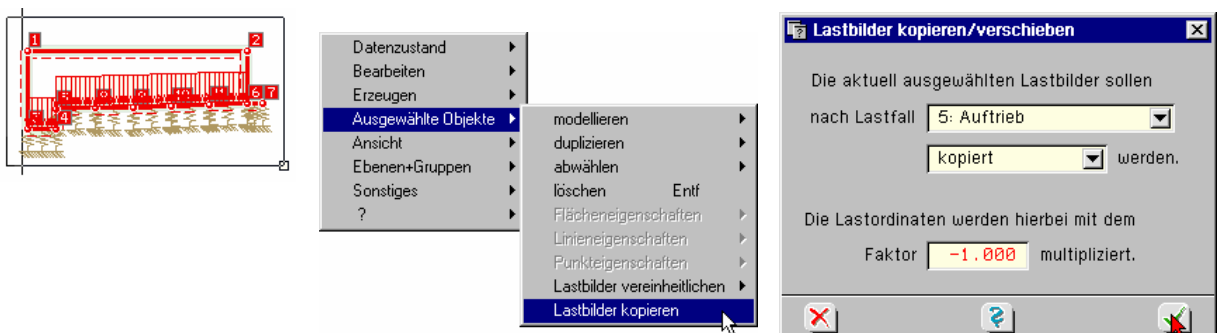 1
2
6 7
4
Datenzustand
Bearbeiten
Erzeugen
Ausgewählte Objekte
Ansicht
Ebenen+Gruppen
Sonstiges
?
modellieren
duplizieren
abwählen
löschen Entf
Flächeneigenschaften
Linieneigenschaften
Punkteigenschaften
Lastbilder vereinheitlichen
Lastbilder kopieren
Lastbilder kopieren/verschieben
Die aktuell ausgewählten Lastbilder sollen
nach Lastfall 5: Auftrieb
kopiert werden.
Die Lastordinaten werden hierbei mit dem
Faktor -1.000 multipliziert.